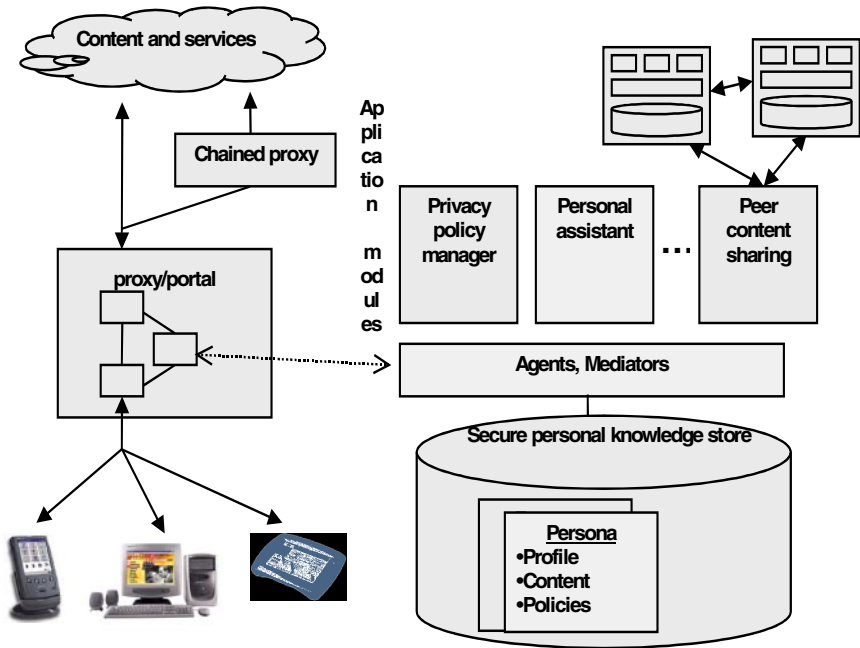 Content and services
Chained proxy
proxy/portal
Ap
pli
ca
tio
n
m
od
ul
es
Privacy
policy
manager
Personal
assistant
...
Peer
content
sharing
Agents, Mediators
Secure personal knowledge store
Persona
•Profile
•Content
•Policies